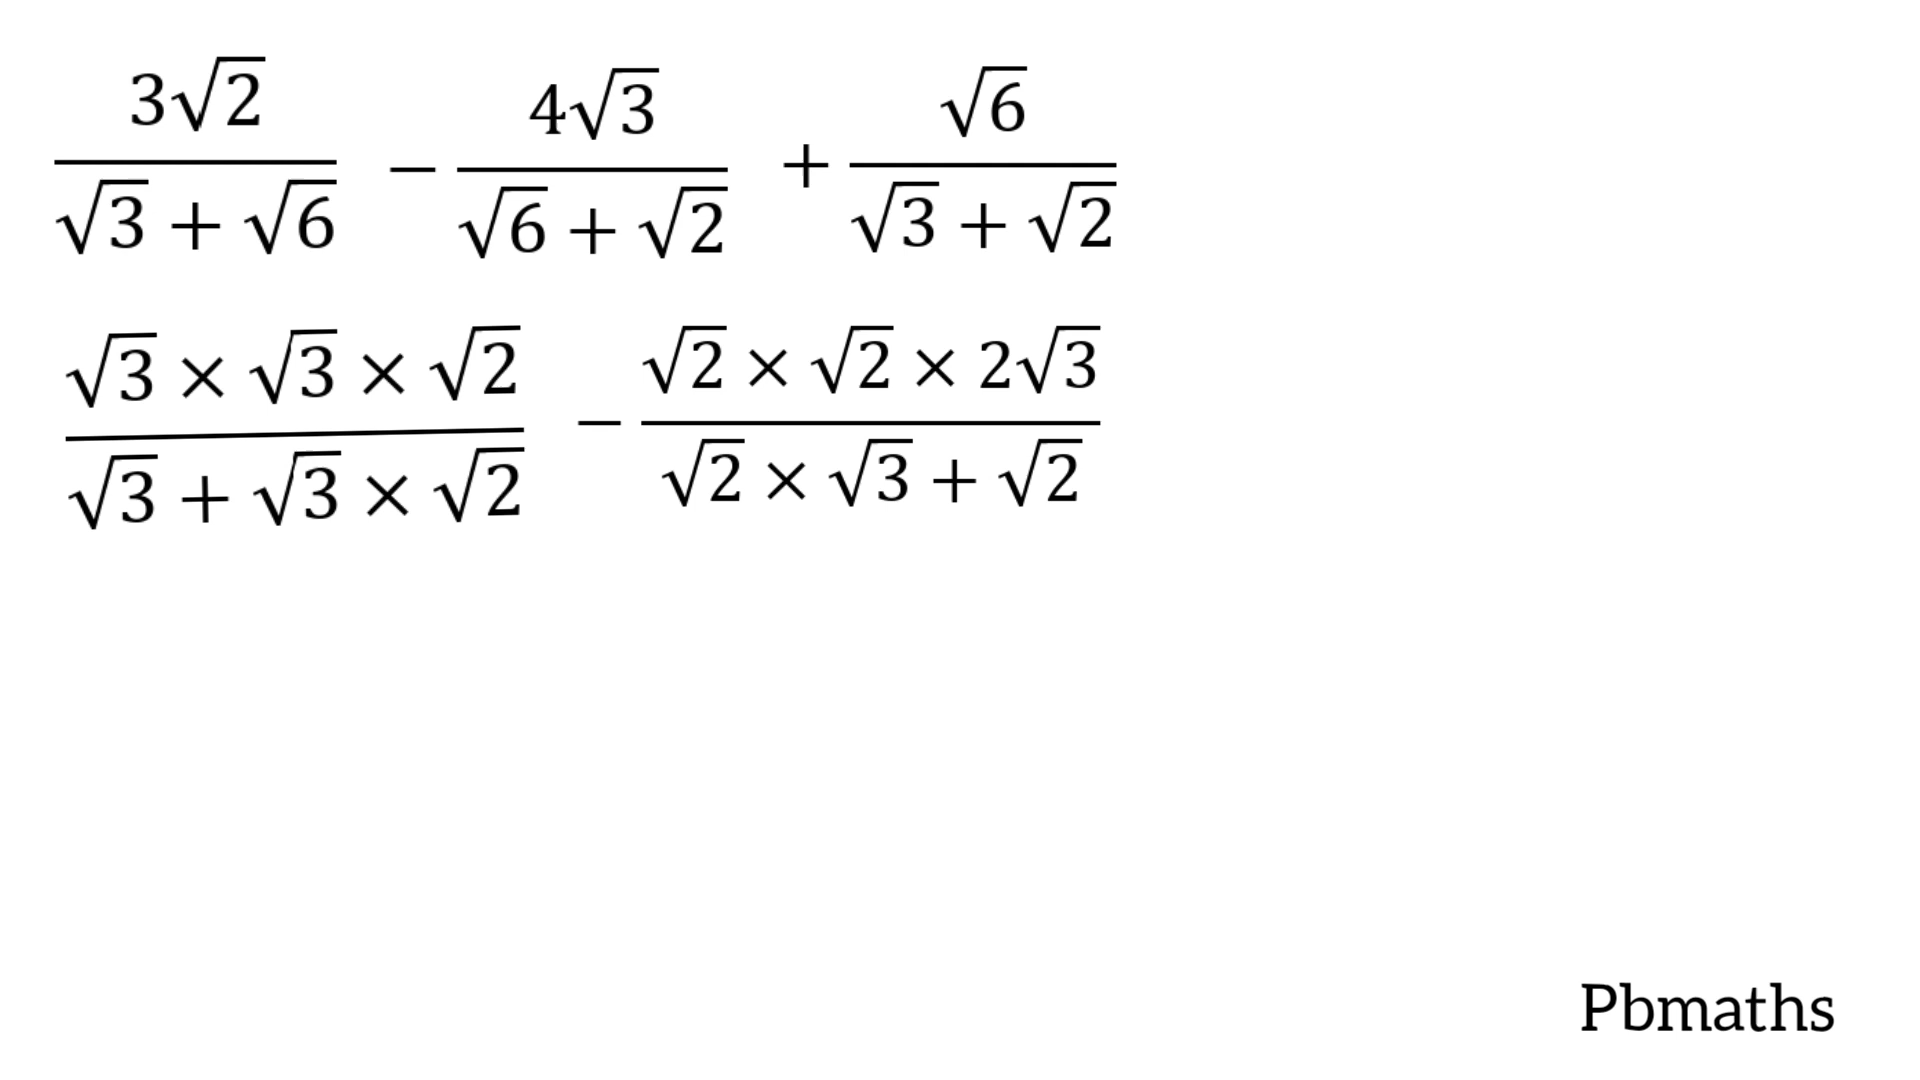 3√2 / (√3 + √6) − 4√3 / (√6 + √2) + √6 / (√3 + √2)
(√3 × √3 × √2) / (√3 + √3 × √2) − (√2 × √2 × 2√3) / (√2 × √3 + √2)
Pbmaths